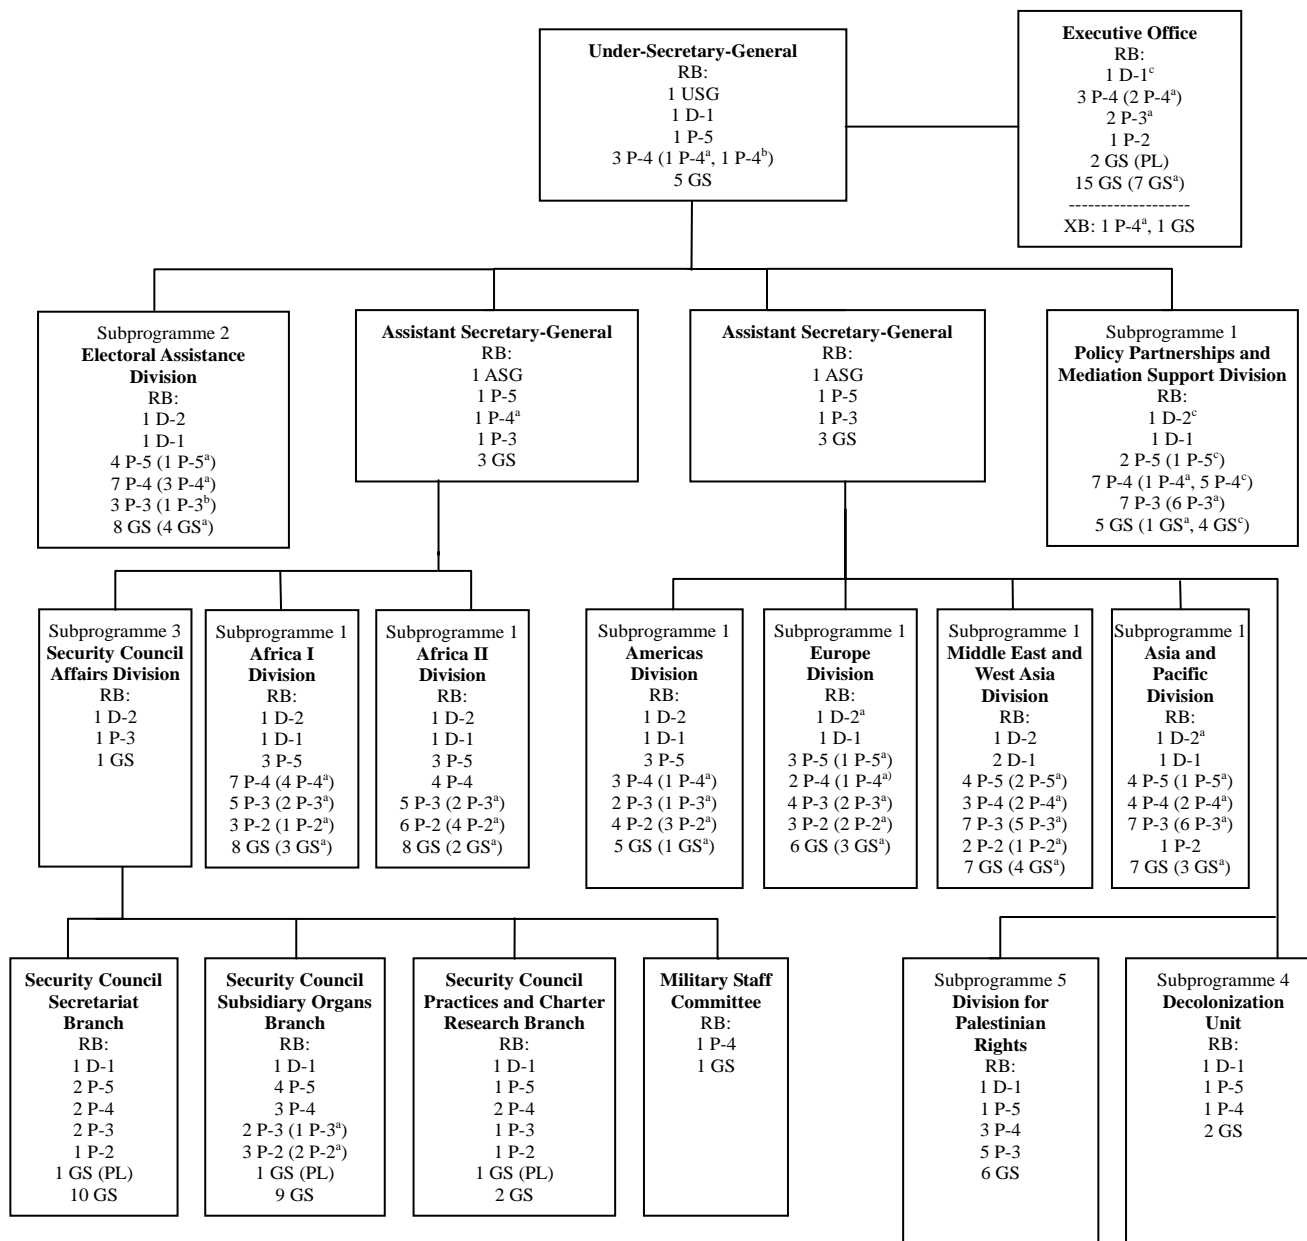 Under-Secretary-General
RB:
1 USG
1 D-1
1 P-5
3 P-4 (1 P-4ᵃ, 1 P-4ᵇ)
5 GS
Executive Office
RB:
1 D-1ᶜ
3 P-4 (2 P-4ᵃ)
2 P-3ᵃ
1 P-2
2 GS (PL)
15 GS (7 GSᵃ)
-------------------
XB: 1 P-4ᵃ, 1 GS
Subprogramme 2
Electoral Assistance
Division
RB:
1 D-2
1 D-1
4 P-5 (1 P-5ᵃ)
7 P-4 (3 P-4ᵃ)
3 P-3 (1 P-3ᵇ)
8 GS (4 GSᵃ)
Assistant Secretary-General
RB:
1 ASG
1 P-5
1 P-4ᵃ
1 P-3
3 GS
Assistant Secretary-General
RB:
1 ASG
1 P-5
1 P-3
3 GS
Subprogramme 1
Policy Partnerships and
Mediation Support Division
RB:
1 D-2ᶜ
1 D-1
2 P-5 (1 P-5ᶜ)
7 P-4 (1 P-4ᵃ, 5 P-4ᶜ)
7 P-3 (6 P-3ᵃ)
5 GS (1 GSᵃ, 4 GSᶜ)
Subprogramme 3
Security Council
Affairs Division
RB:
1 D-2
1 P-3
1 GS
Subprogramme 1
Africa I
Division
RB:
1 D-2
1 D-1
3 P-5
7 P-4 (4 P-4ᵃ)
5 P-3 (2 P-3ᵃ)
3 P-2 (1 P-2ᵃ)
8 GS (3 GSᵃ)
Subprogramme 1
Africa II
Division
RB:
1 D-2
1 D-1
3 P-5
4 P-4
5 P-3 (2 P-3ᵃ)
6 P-2 (4 P-2ᵃ)
8 GS (2 GSᵃ)
Subprogramme 1
Americas
Division
RB:
1 D-2
1 D-1
3 P-5
3 P-4 (1 P-4ᵃ)
2 P-3 (1 P-3ᵃ)
4 P-2 (3 P-2ᵃ)
5 GS (1 GSᵃ)
Subprogramme 1
Europe
Division
RB:
1 D-2ᵃ
1 D-1
3 P-5 (1 P-5ᵃ)
2 P-4 (1 P-4ᵃ⁾
4 P-3 (2 P-3ᵃ)
3 P-2 (2 P-2ᵃ)
6 GS (3 GSᵃ)
Subprogramme 1
Middle East and
West Asia
Division
RB:
1 D-2
2 D-1
4 P-5 (2 P-5ᵃ)
3 P-4 (2 P-4ᵃ)
7 P-3 (5 P-3ᵃ)
2 P-2 (1 P-2ᵃ)
7 GS (4 GSᵃ)
Subprogramme 1
Asia and
Pacific
Division
RB:
1 D-2ᵃ
1 D-1
4 P-5 (1 P-5ᵃ)
4 P-4 (2 P-4ᵃ)
7 P-3 (6 P-3ᵃ)
1 P-2
7 GS (3 GSᵃ)
Security Council
Secretariat
Branch
RB:
1 D-1
2 P-5
2 P-4
2 P-3
1 P-2
1 GS (PL)
10 GS
Security Council
Subsidiary Organs
Branch
RB:
1 D-1
4 P-5
3 P-4
2 P-3 (1 P-3ᵃ)
3 P-2 (2 P-2ᵃ)
1 GS (PL)
9 GS
Security Council
Practices and Charter
Research Branch
RB:
1 D-1
1 P-5
2 P-4
1 P-3
1 P-2
1 GS (PL)
2 GS
Military Staff
Committee
RB:
1 P-4
1 GS
Subprogramme 5
Division for
Palestinian
Rights
RB:
1 D-1
1 P-5
3 P-4
5 P-3
6 GS
Subprogramme 4
Decolonization
Unit
RB:
1 D-1
1 P-5
1 P-4
2 GS